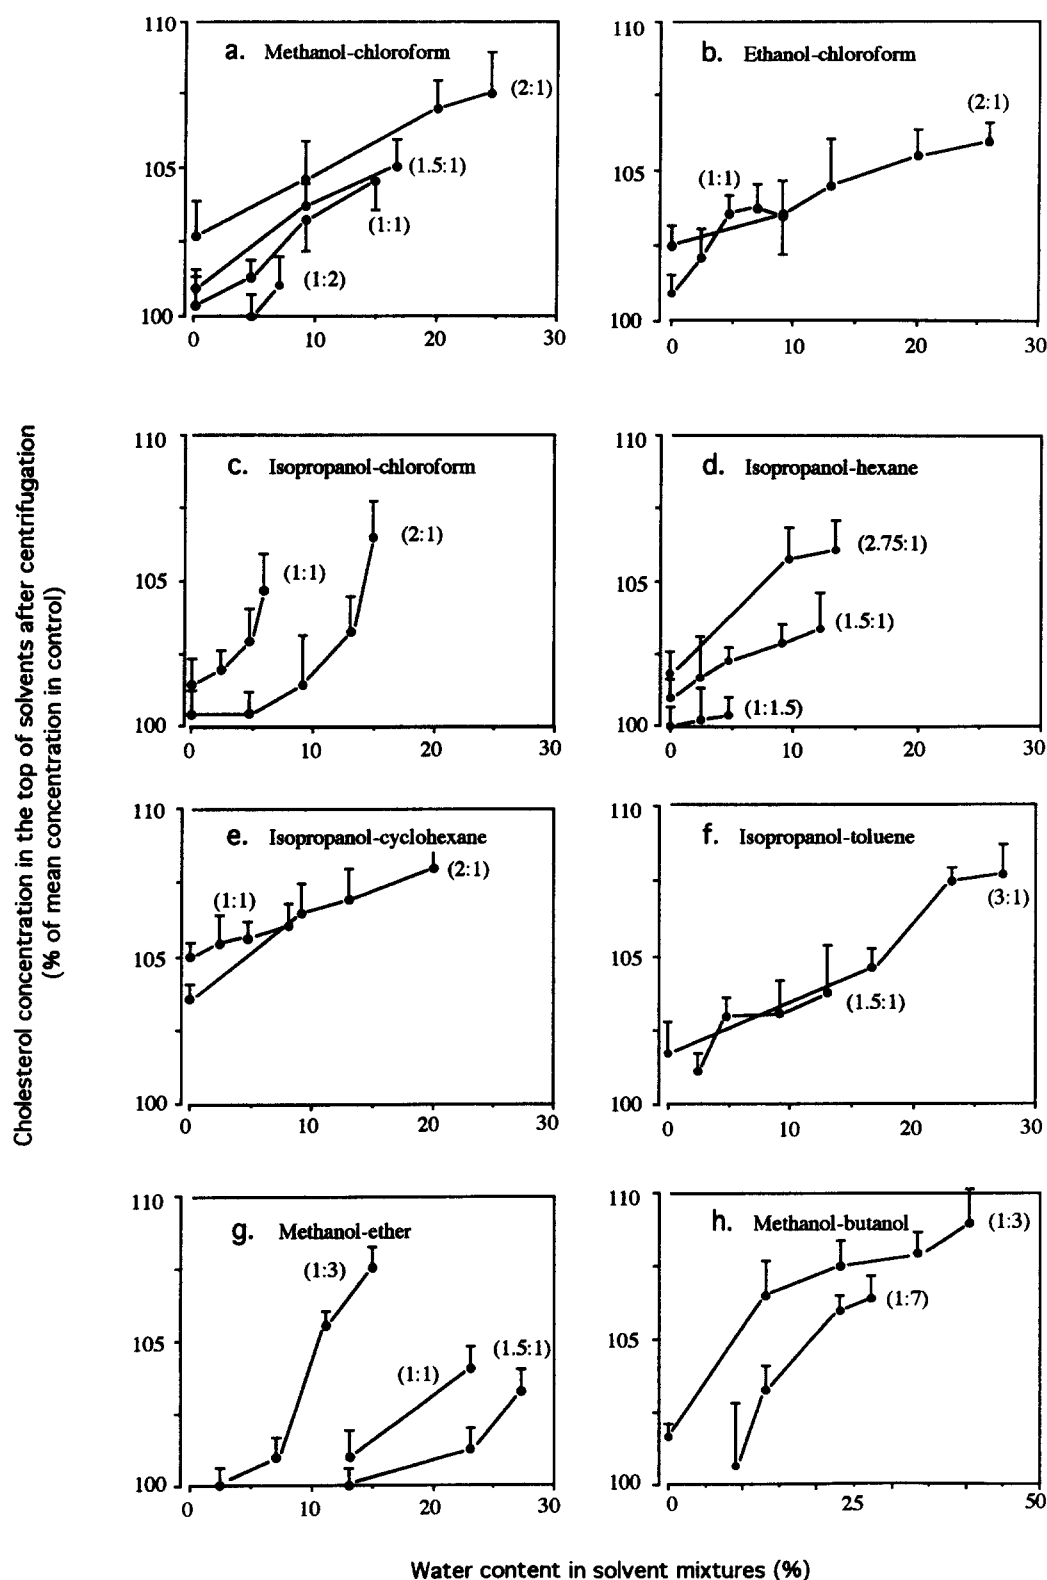 110
a. Methanol-chloroform
(2:1)
105
(1.5:1)
(1:1)
(1:2)
100
0 10 20 30
110
b. Ethanol-chloroform
(2:1)
105
(1:1)
100
0 10 20 30
Cholesterol concentration in the top of solvents after centrifugation
(% of mean concentration in control)
110
c. Isopropanol-chloroform
(2:1)
(1:1)
105
100
0 10 20 30
110
d. Isopropanol-hexane
(2.75:1)
105
(1.5:1)
(1:1.5)
100
0 10 20 30
110
e. Isopropanol-cyclohexane
(2:1)
(1:1)
105
100
0 10 20 30
110
f. Isopropanol-toluene
(3:1)
105
(1.5:1)
100
0 10 20 30
110
g. Methanol-ether
(1:3)
105
(1.5:1)
(1:1)
100
0 10 20 30
110
h. Methanol-butanol
(1:3)
(1:7)
105
100
0 25 50
Water content in solvent mixtures (%)